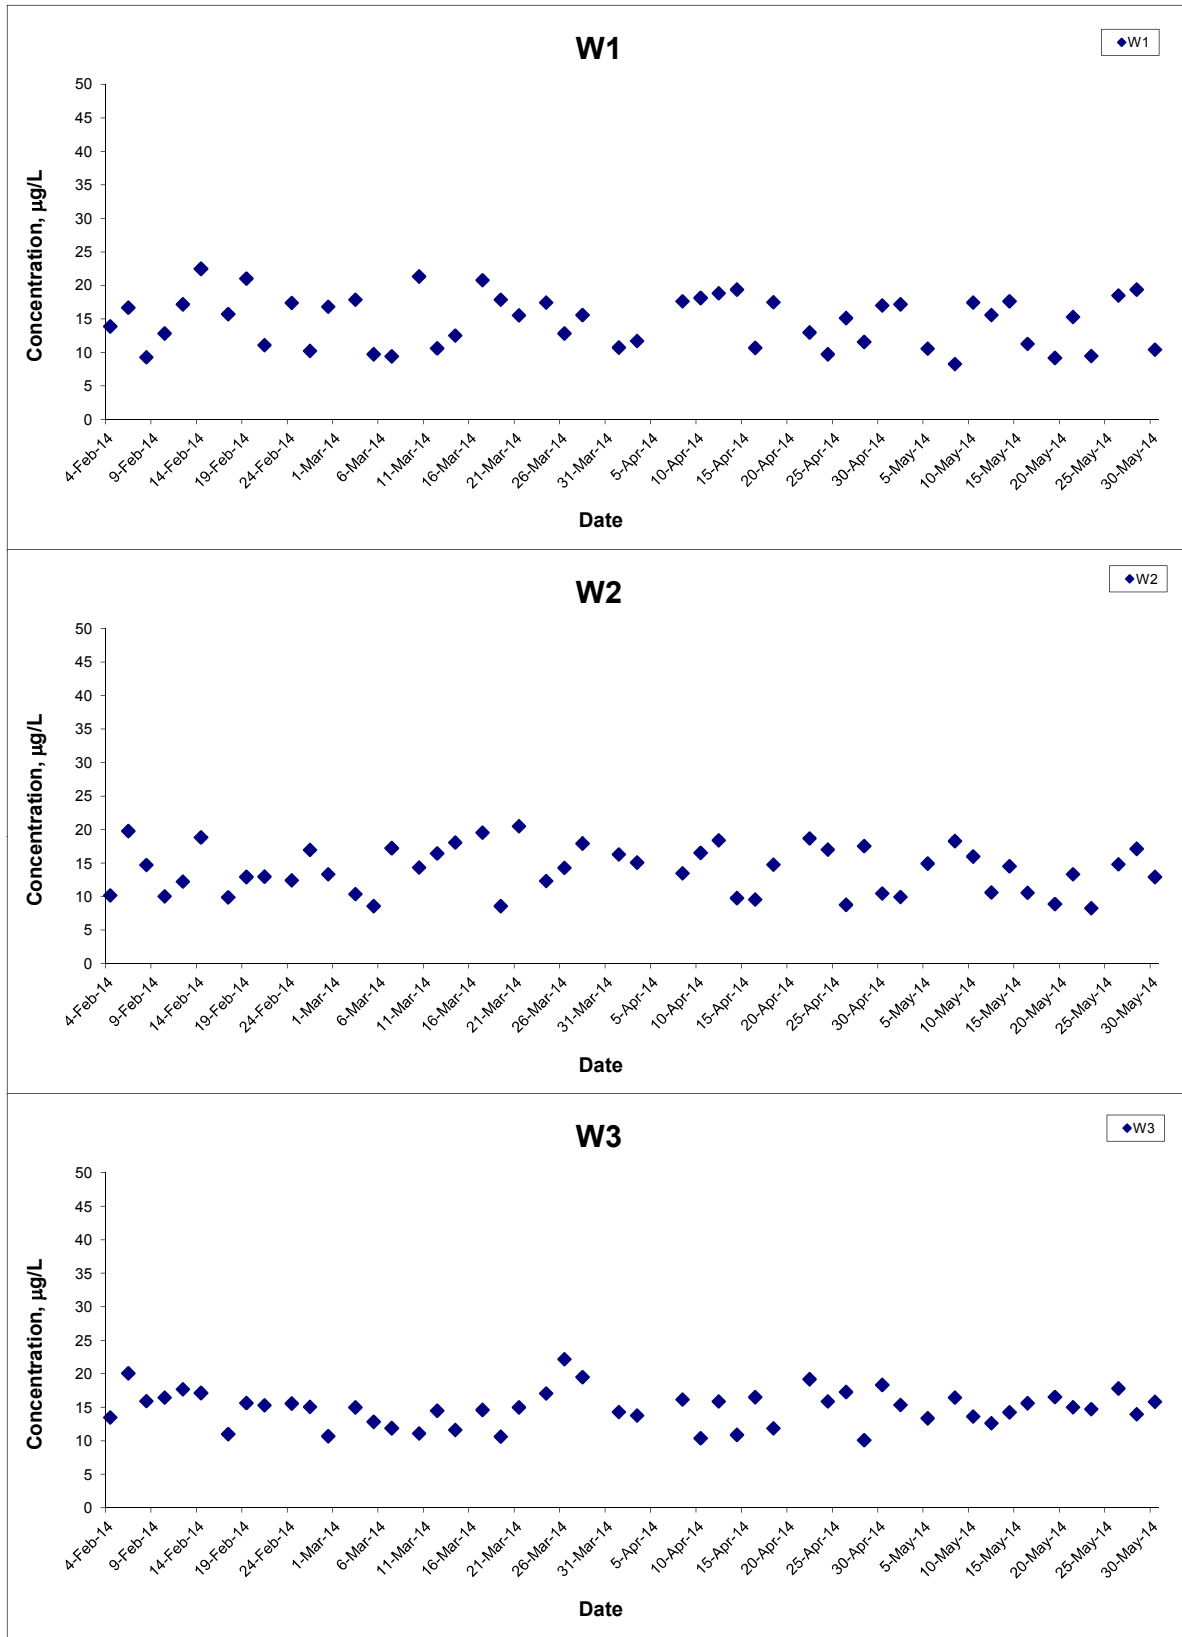 W1
W1
50
45
40
35
30
25
20
15
10
5
0
Concentration, µg/L
4-Feb-14
9-Feb-14
14-Feb-14
19-Feb-14
24-Feb-14
1-Mar-14
6-Mar-14
11-Mar-14
16-Mar-14
21-Mar-14
26-Mar-14
31-Mar-14
5-Apr-14
10-Apr-14
15-Apr-14
20-Apr-14
25-Apr-14
30-Apr-14
5-May-14
10-May-14
15-May-14
20-May-14
25-May-14
30-May-14
Date
W2
W2
50
45
40
35
30
25
20
15
10
5
0
Concentration, µg/L
4-Feb-14
9-Feb-14
14-Feb-14
19-Feb-14
24-Feb-14
1-Mar-14
6-Mar-14
11-Mar-14
16-Mar-14
21-Mar-14
26-Mar-14
31-Mar-14
5-Apr-14
10-Apr-14
15-Apr-14
20-Apr-14
25-Apr-14
30-Apr-14
5-May-14
10-May-14
15-May-14
20-May-14
25-May-14
30-May-14
Date
W3
W3
50
45
40
35
30
25
20
15
10
5
0
Concentration, µg/L
4-Feb-14
9-Feb-14
14-Feb-14
19-Feb-14
24-Feb-14
1-Mar-14
6-Mar-14
11-Mar-14
16-Mar-14
21-Mar-14
26-Mar-14
31-Mar-14
5-Apr-14
10-Apr-14
15-Apr-14
20-Apr-14
25-Apr-14
30-Apr-14
5-May-14
10-May-14
15-May-14
20-May-14
25-May-14
30-May-14
Date